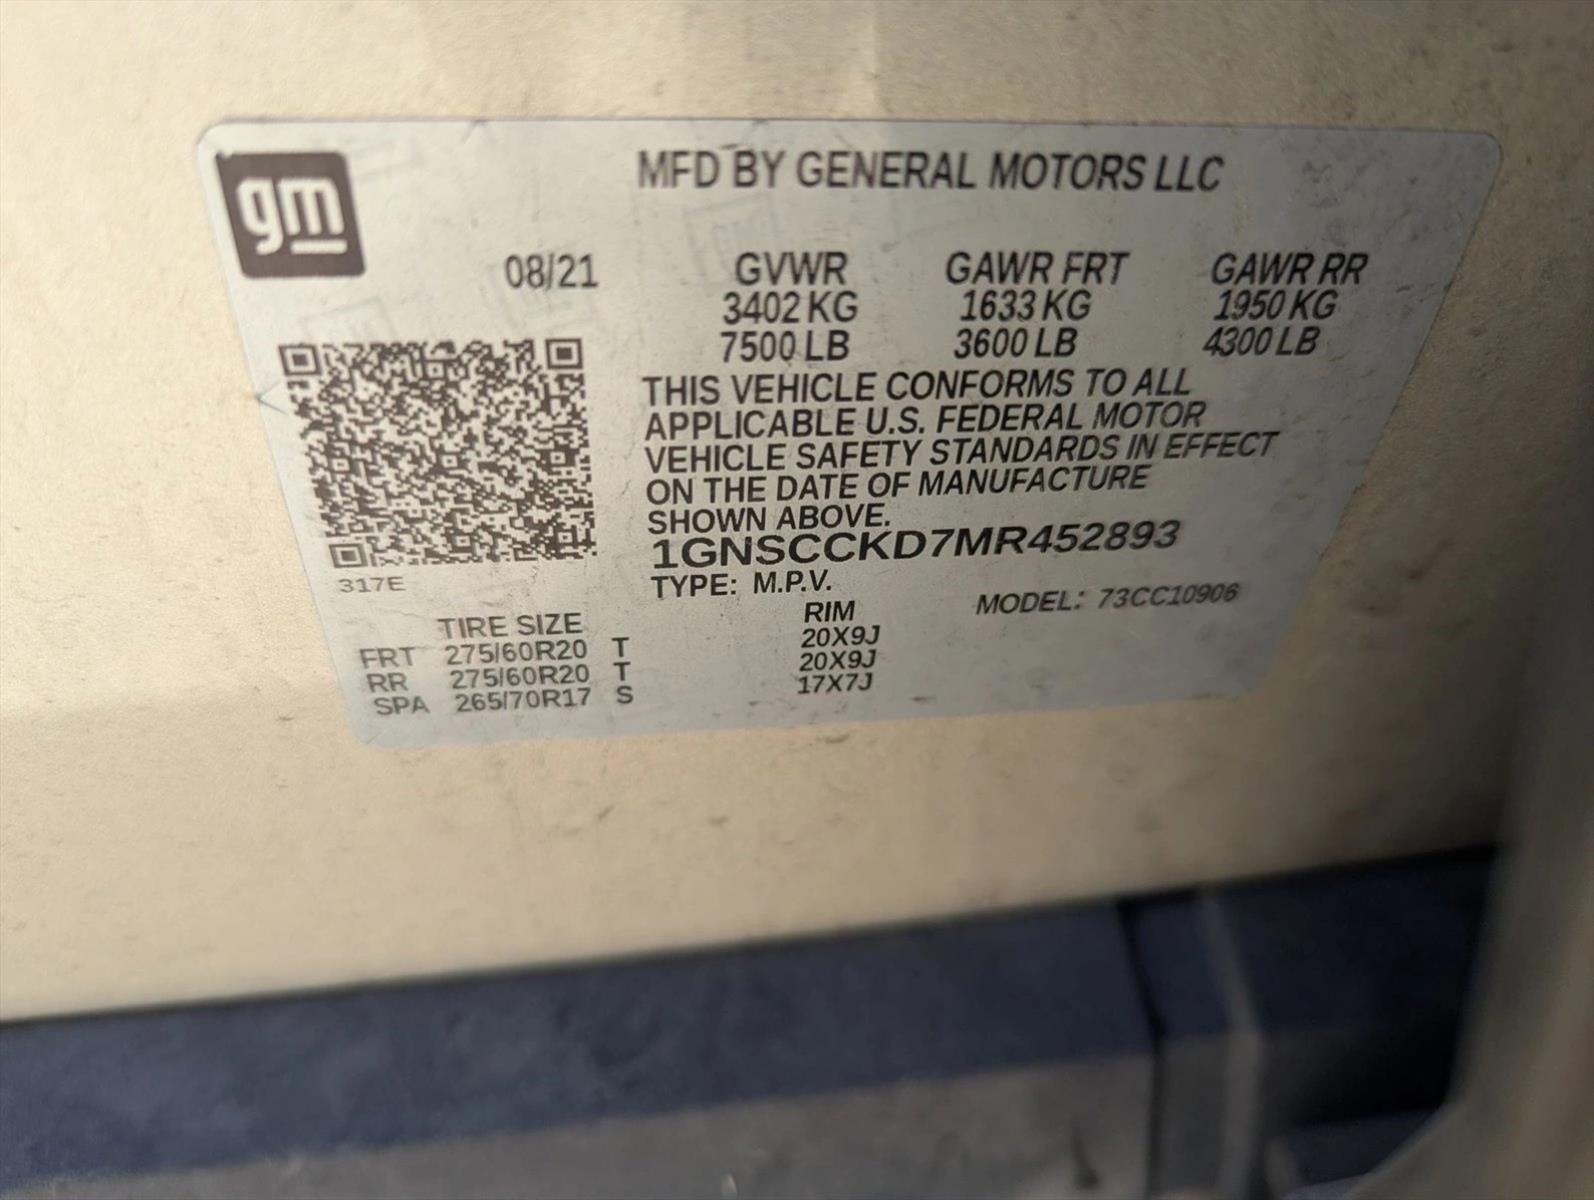 gm
MFD BY GENERAL MOTORS LLC
08/21 GVWR GAWR FRT GAWR RR
3402 KG 1633 KG 1950 KG
7500 LB 3600 LB 4300 LB
THIS VEHICLE CONFORMS TO ALL
APPLICABLE U.S. FEDERAL MOTOR
VEHICLE SAFETY STANDARDS IN EFFECT
ON THE DATE OF MANUFACTURE
SHOWN ABOVE.
1GNSCCKD7MR452893
317E
TYPE: M.P.V. MODEL: 73CC10906
TIRE SIZE RIM
FRT 275/60R20 T 20X9J
RR 275/60R20 T 20X9J
SPA 265/70R17 S 17X7J